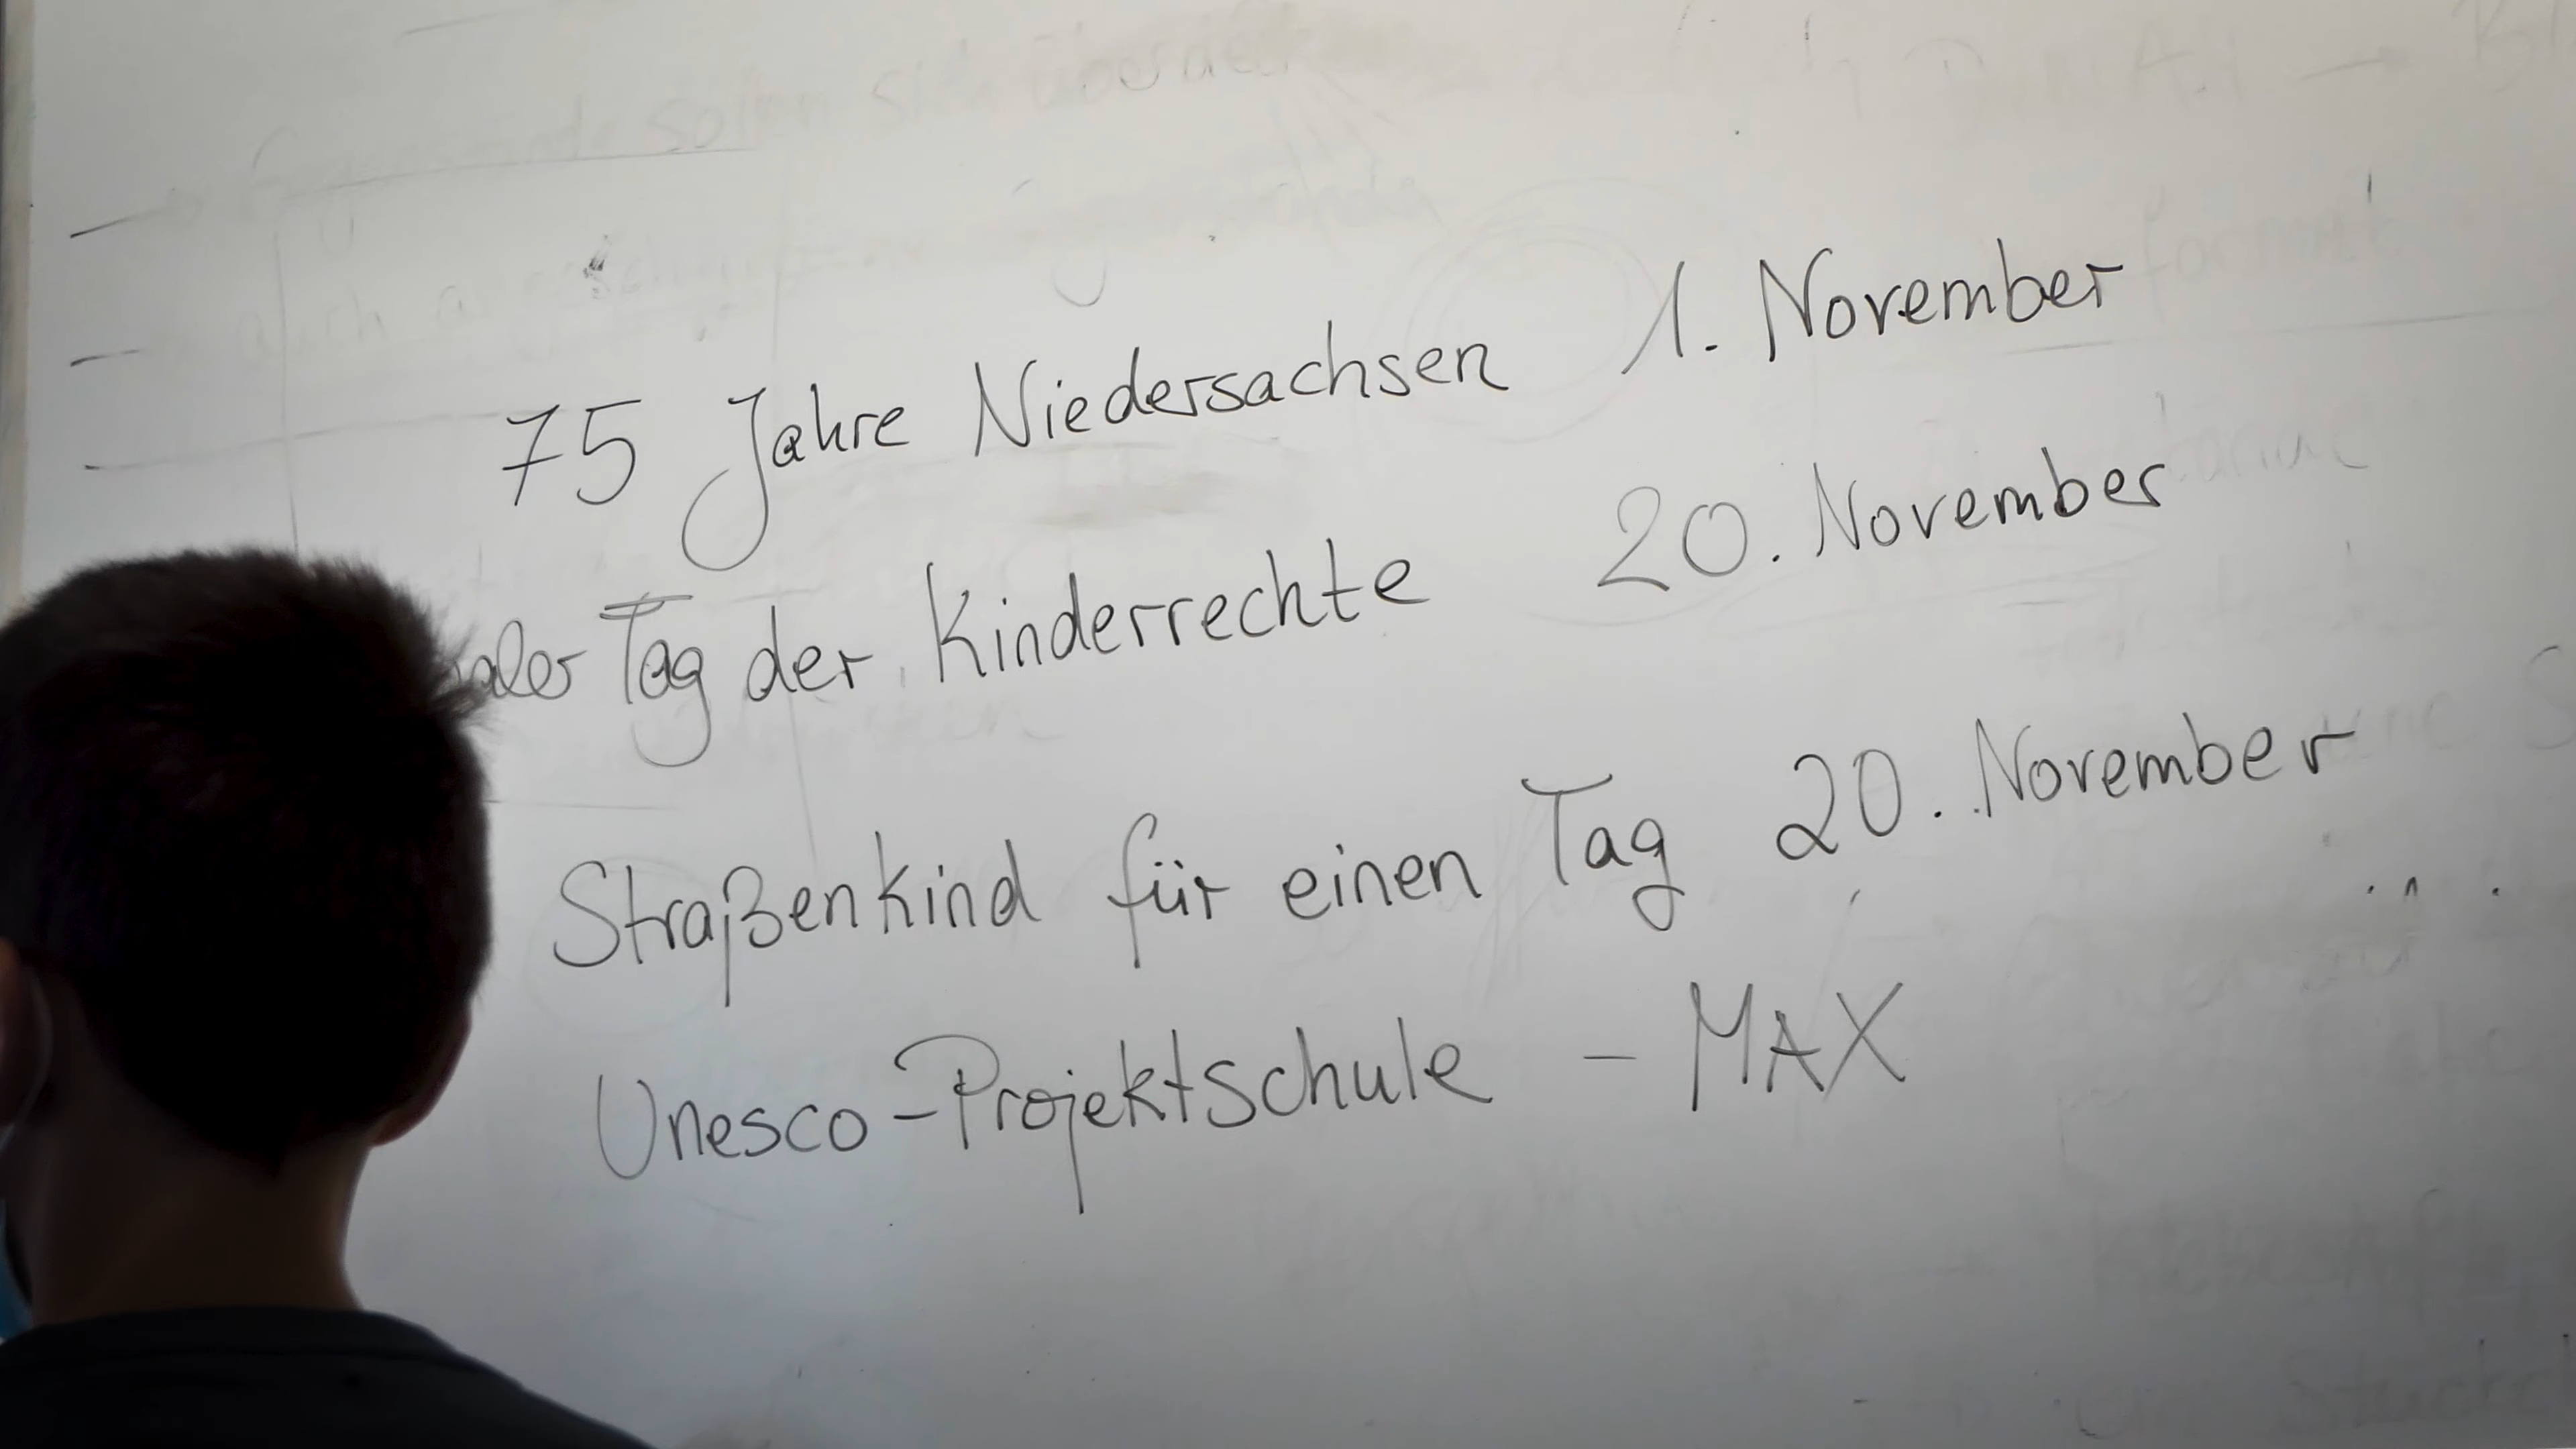 75 Jahre Niedersachsen 1. November
Tag der Kinderrechte 20. November
Straßenkind für einen Tag 20. November
Unesco-Projektschule - MAX